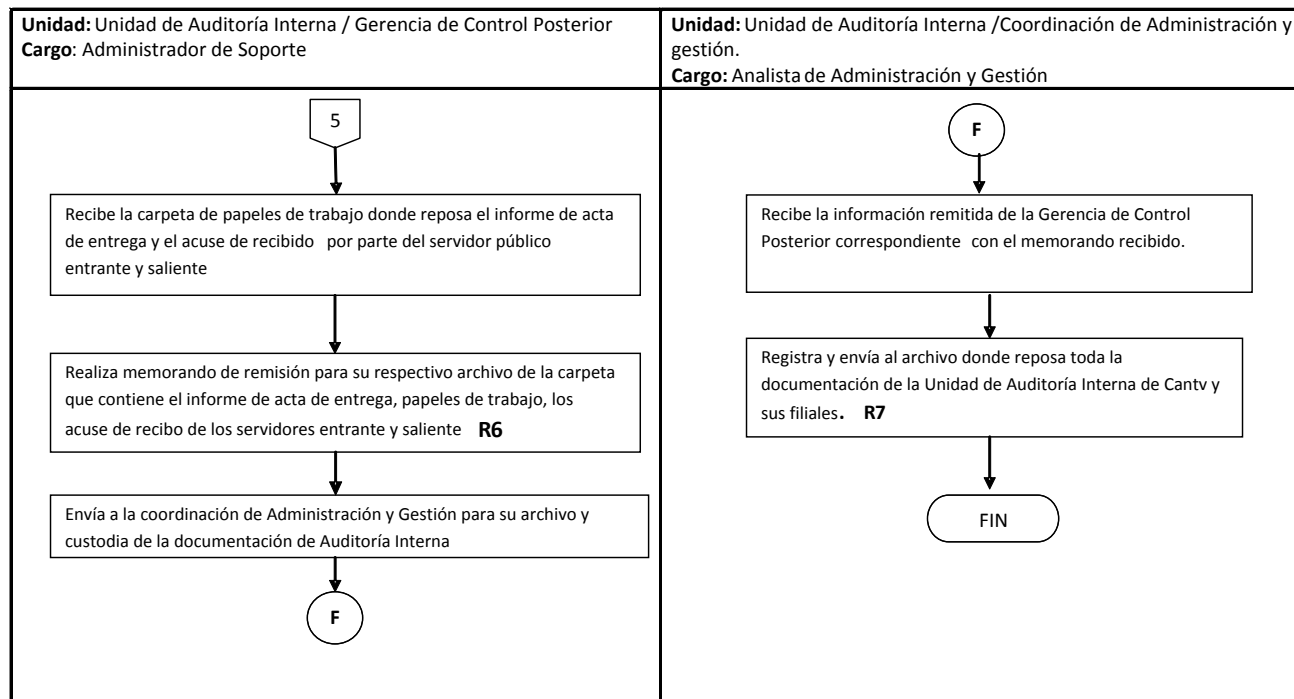 Unidad: Unidad de Auditoría Interna / Gerencia de Control Posterior
Cargo: Administrador de Soporte
5
Recibe la carpeta de papeles de trabajo donde reposa el informe de acta
de entrega y el acuse de recibido por parte del servidor público
entrante y saliente
Realiza memorando de remisión para su respectivo archivo de la carpeta
que contiene el informe de acta de entrega, papeles de trabajo, los
acuse de recibo de los servidores entrante y saliente R6
Envía a la coordinación de Administración y Gestión para su archivo y
custodia de la documentación de Auditoría Interna
F
Unidad: Unidad de Auditoría Interna /Coordinación de Administración y
gestión.
Cargo: Analista de Administración y Gestión
F
Recibe la información remitida de la Gerencia de Control
Posterior correspondiente con el memorando recibido.
Registra y envía al archivo donde reposa toda la
documentación de la Unidad de Auditoría Interna de Cantv y
sus filiales. R7
FIN